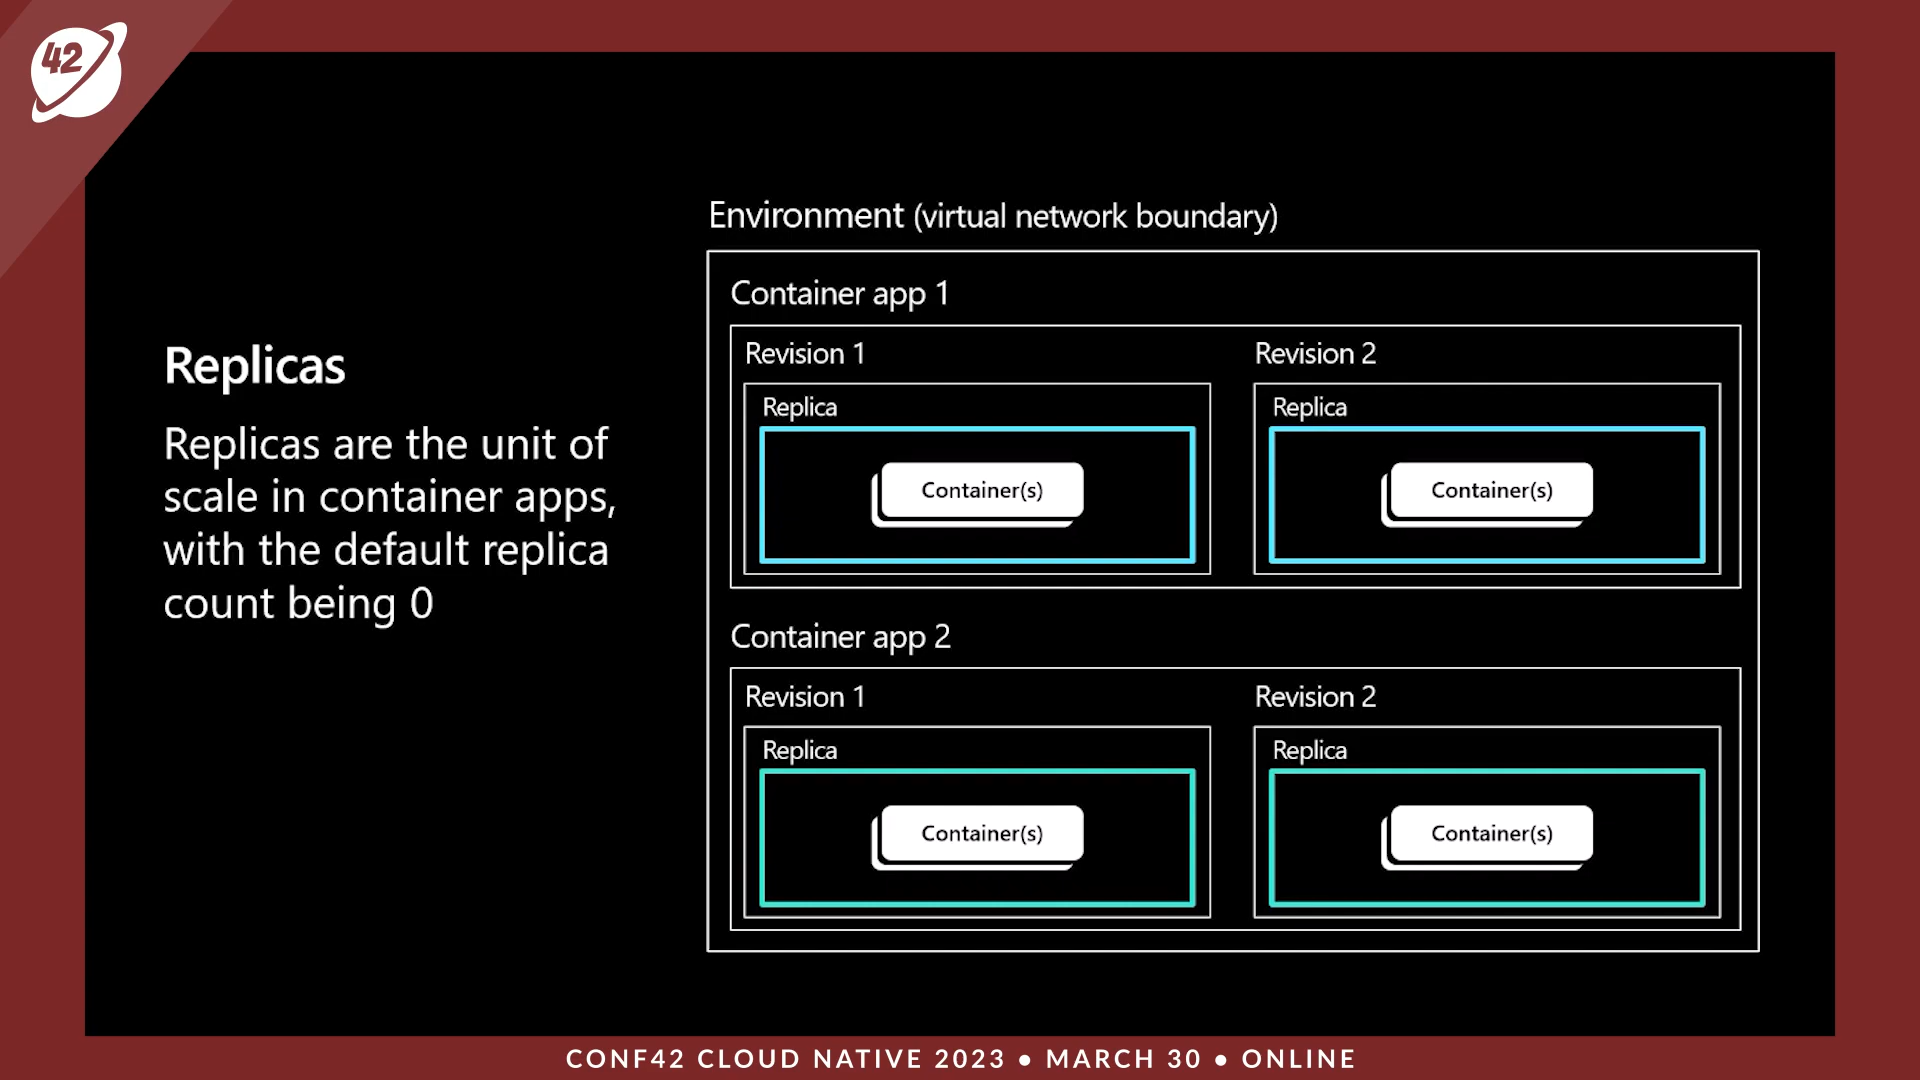 42
Replicas
Replicas are the unit of
scale in container apps,
with the default replica
count being 0
Environment (virtual network boundary)
Container app 1
Revision 1
Replica
Container(s)
Revision 2
Replica
Container(s)
Container app 2
Revision 1
Replica
Container(s)
Revision 2
Replica
Container(s)
CONF42 CLOUD NATIVE 2023 ● MARCH 30 ● ONLINE